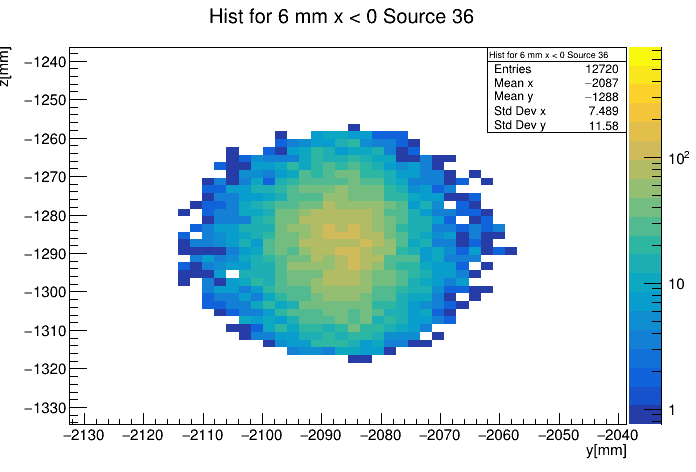 Hist for 6 mm x < 0 Source 36
z[mm]
Hist for 6 mm x < 0 Source 36
Entries 12720
Mean x −2087
Mean y −1288
Std Dev x 7.489
Std Dev y 11.58
−1240
−1250
−1260
−1270
−1280
−1290
−1300
−1310
−1320
−1330
10²
10
1
−2130 −2120 −2110 −2100 −2090 −2080 −2070 −2060 −2050 −2040
y[mm]